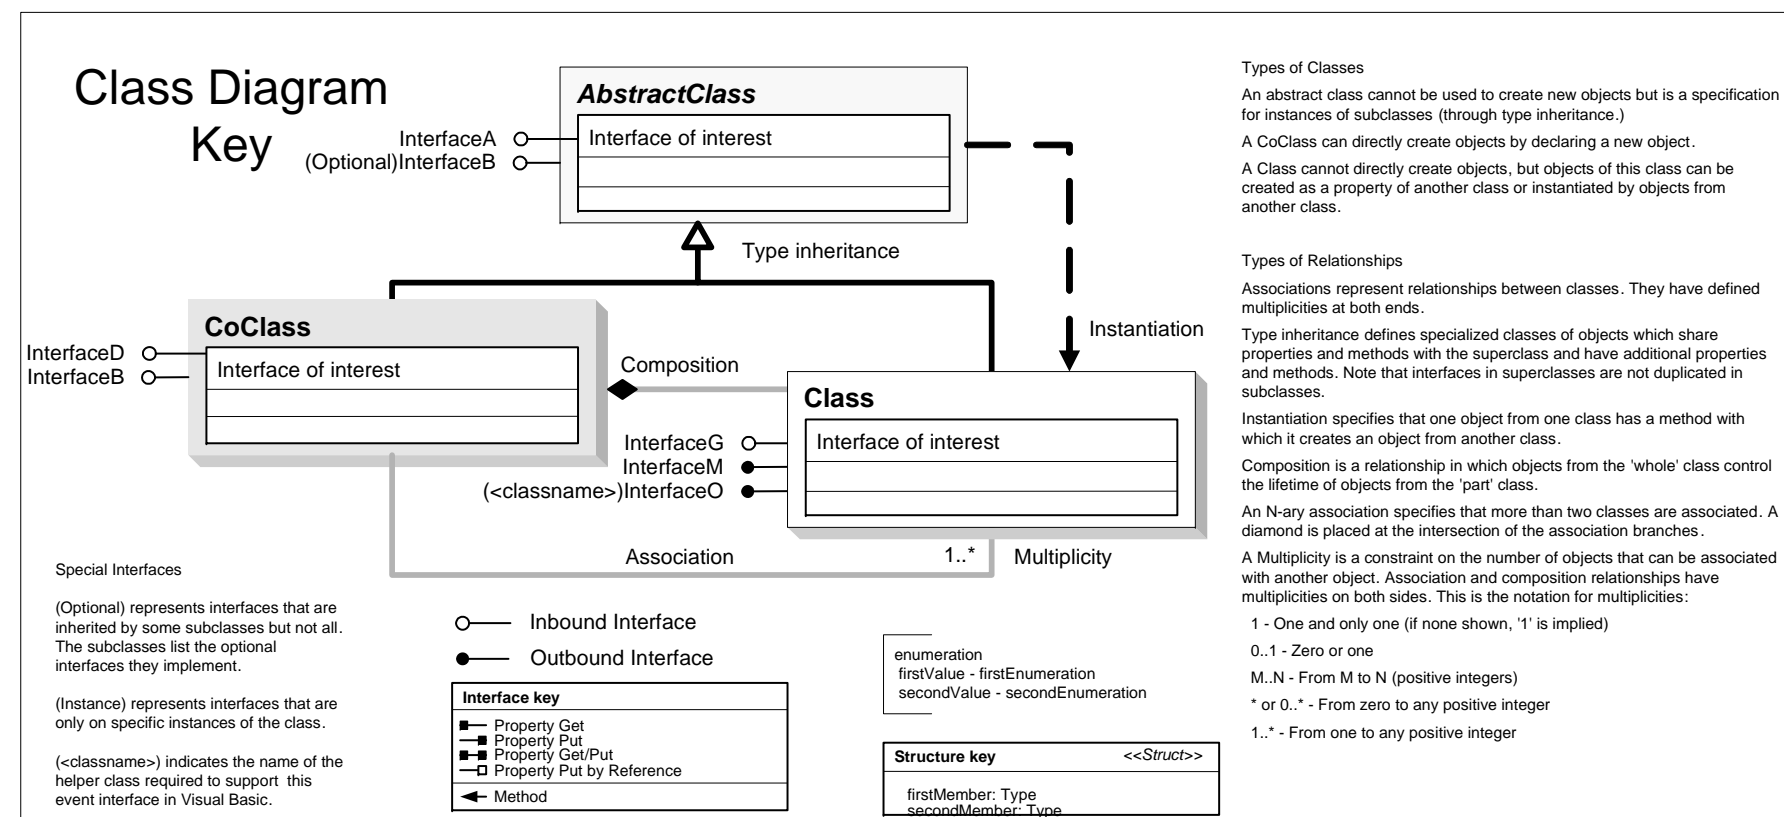 Class Diagram
Key
AbstractClass
Interface of interest
InterfaceA
(Optional)InterfaceB
Type inheritance
Instantiation
CoClass
Interface of interest
InterfaceD
InterfaceB
Composition
Class
Interface of interest
InterfaceG
InterfaceM
(<classname>)InterfaceO
Association
1..*
Multiplicity
Special Interfaces
(Optional) represents interfaces that are
inherited by some subclasses but not all.
The subclasses list the optional
interfaces they implement.
(Instance) represents interfaces that are
only on specific instances of the class.
(<classname>) indicates the name of the
helper class required to support this
event interface in Visual Basic.
Inbound Interface
Outbound Interface
Interface key
Property Get
Property Put
Property Get/Put
Property Put by Reference
Method
enumeration
firstValue - firstEnumeration
secondValue - secondEnumeration
Structure key <<Struct>>
firstMember: Type
secondMember: Type
Types of Classes
An abstract class cannot be used to create new objects but is a specification
for instances of subclasses (through type inheritance.)
A CoClass can directly create objects by declaring a new object.
A Class cannot directly create objects, but objects of this class can be
created as a property of another class or instantiated by objects from
another class.
Types of Relationships
Associations represent relationships between classes. They have defined
multiplicities at both ends.
Type inheritance defines specialized classes of objects which share
properties and methods with the superclass and have additional properties
and methods. Note that interfaces in superclasses are not duplicated in
subclasses.
Instantiation specifies that one object from one class has a method with
which it creates an object from another class.
Composition is a relationship in which objects from the 'whole' class control
the lifetime of objects from the 'part' class.
An N-ary association specifies that more than two classes are associated. A
diamond is placed at the intersection of the association branches.
A Multiplicity is a constraint on the number of objects that can be associated
with another object. Association and composition relationships have
multiplicities on both sides. This is the notation for multiplicities:
1 - One and only one (if none shown, '1' is implied)
0..1 - Zero or one
M..N - From M to N (positive integers)
* or 0..* - From zero to any positive integer
1..* - From one to any positive integer